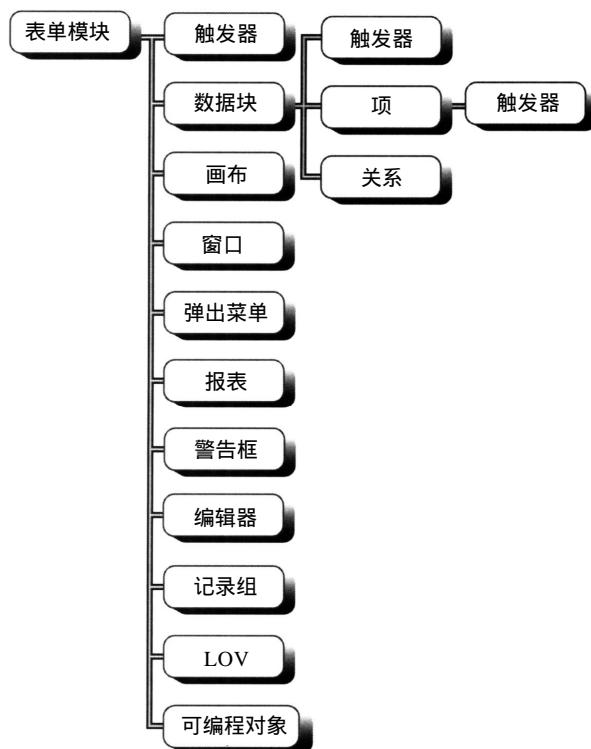 表单模块
触发器
触发器
数据块
项
触发器
画布
关系
窗口
弹出菜单
报表
警告框
编辑器
记录组
LOV
可编程对象